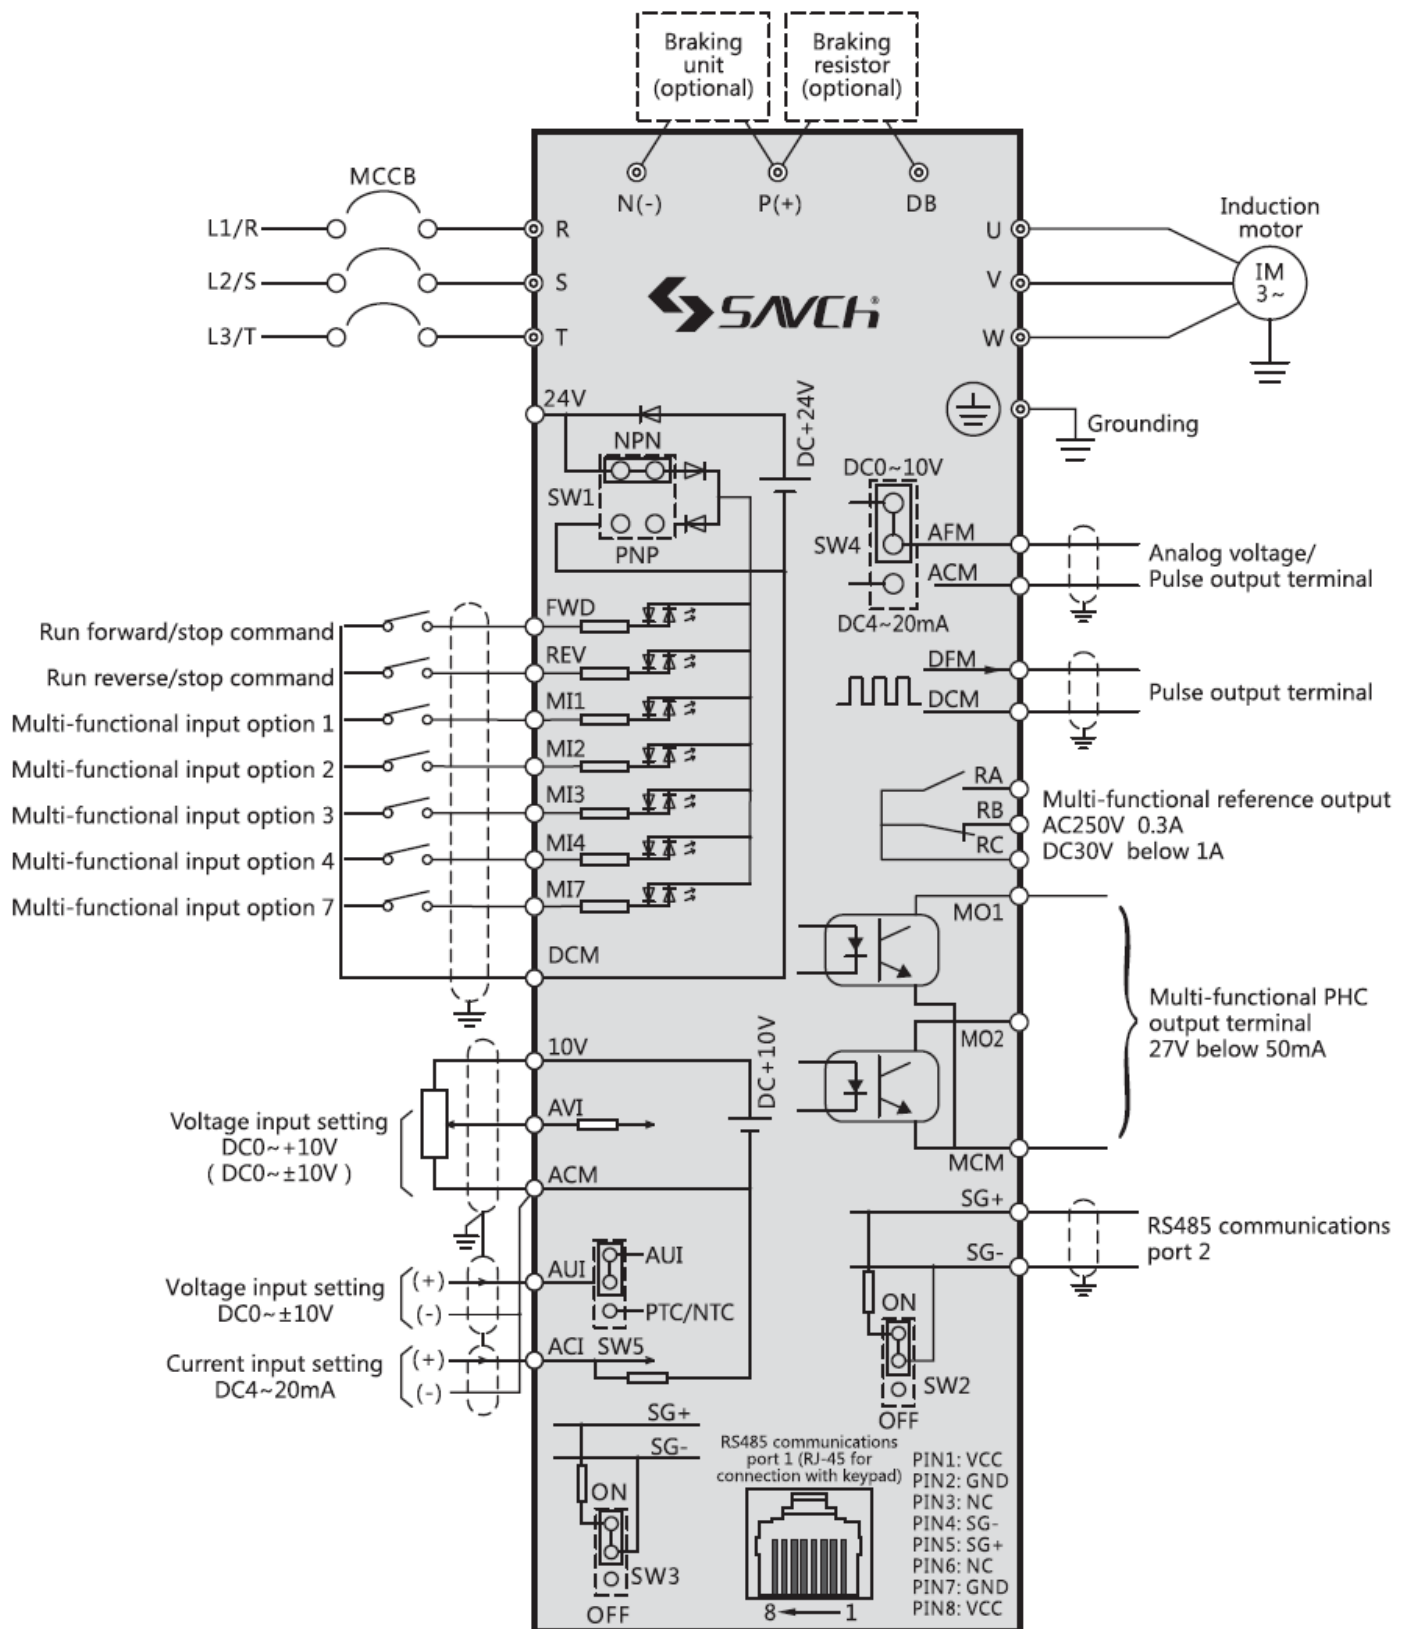 Braking
unit
(optional)
Braking
resistor
(optional)
N(-)
P(+)
DB
MCCB
L1/R
R
L2/S
S
L3/T
T
SAVCh®
U
V
W
Induction
motor
IM
3~
24V
NPN
SW1
PNP
DC+24V
Grounding
DC0~10V
SW4
AFM
ACM
DC4~20mA
Analog voltage/
Pulse output terminal
DFM
DCM
Pulse output terminal
Run forward/stop command
FWD
Run reverse/stop command
REV
Multi-functional input option 1
MI1
Multi-functional input option 2
MI2
Multi-functional input option 3
MI3
Multi-functional input option 4
MI4
Multi-functional input option 7
MI7
DCM
RA
RB
RC
Multi-functional reference output
AC250V 0.3A
DC30V below 1A
MO1
MO2
MCM
Multi-functional PHC
output terminal
27V below 50mA
10V
DC+10V
Voltage input setting
DC0~+10V
( DC0~±10V )
AVI
ACM
Voltage input setting
DC0~±10V
(+)
(-)
AUI
AUI
PTC/NTC
SW5
Current input setting
DC4~20mA
(+)
(-)
ACI
SG+
SG-
RS485 communications
port 2
ON
SW2
OFF
SG+
SG-
ON
SW3
OFF
RS485 communications
port 1 (RJ-45 for
connection with keypad)
8
1
PIN1: VCC
PIN2: GND
PIN3: NC
PIN4: SG-
PIN5: SG+
PIN6: NC
PIN7: GND
PIN8: VCC